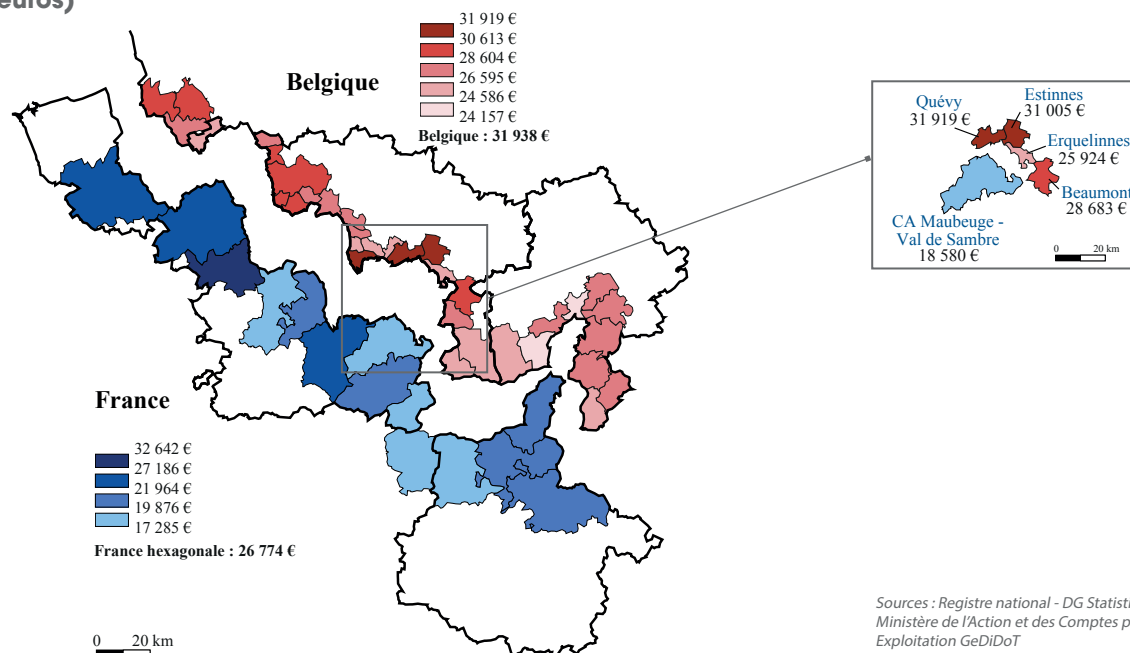 euros)
Belgique
31 919 €
30 613 €
28 604 €
26 595 €
24 586 €
24 157 €
Belgique : 31 938 €
Quévy
31 919 €
Estinnes
31 005 €
Erquelinnes
25 924 €
Beaumont
28 683 €
CA Maubeuge -
Val de Sambre
18 580 €
0 20 km
France
32 642 €
27 186 €
21 964 €
19 876 €
17 285 €
France hexagonale : 26 774 €
0 20 km
Sources : Registre national - DG Statisti
Ministère de l'Action et des Comptes p
Exploitation GeDiDoT